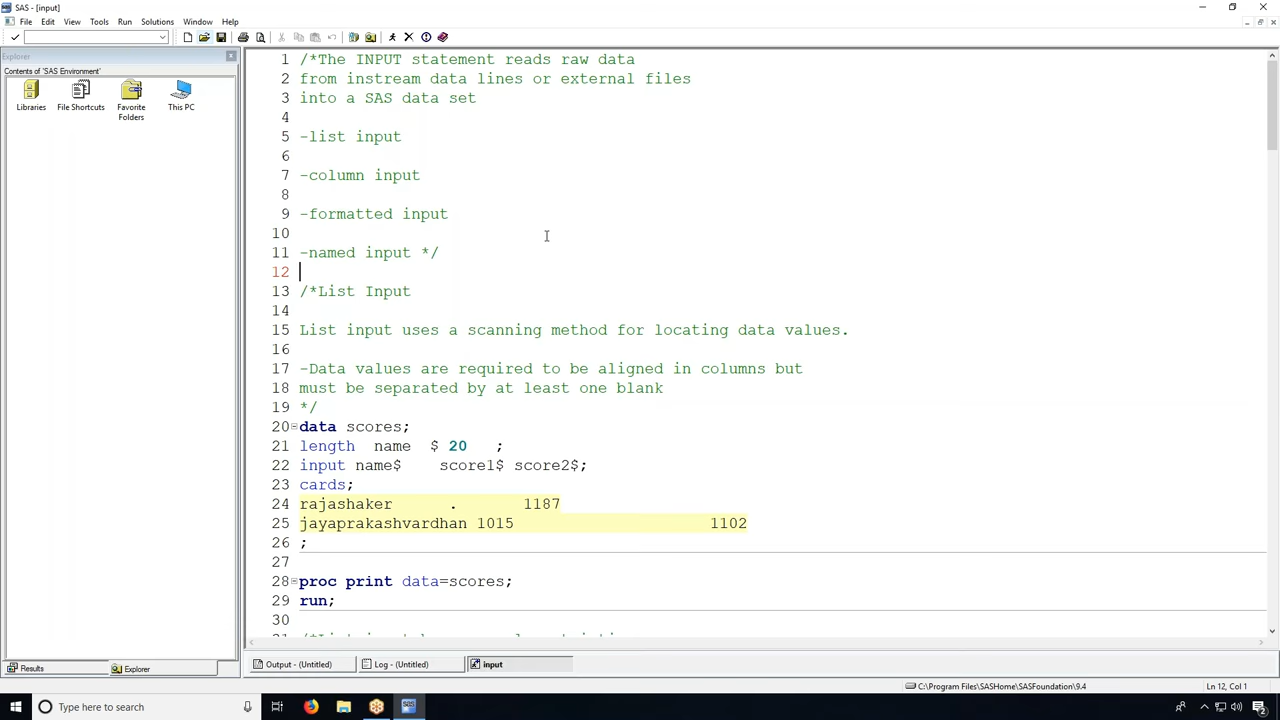 SAS - [input]
File Edit View Tools Run Solutions Window Help
Explorer
Contents of 'SAS Environment'
Libraries File Shortcuts Favorite Folders This PC
1 /*The INPUT statement reads raw data
2 from instream data lines or external files
3 into a SAS data set
4
5 -list input
6
7 -column input
8
9 -formatted input
10
11 -named input */
12
13 /*List Input
14
15 List input uses a scanning method for locating data values.
16
17 -Data values are required to be aligned in columns but
18 must be separated by at least one blank
19 */
20 data scores;
21 length name $ 20 ;
22 input name$ score1$ score2$;
23 cards;
24 rajashaker . 1187
25 jayaprakashvardhan 1015 1102
26 ;
27
28 proc print data=scores;
29 run;
30
Results Explorer
Output - (Untitled) Log - (Untitled) input
C:\Program Files\SASHome\SASFoundation\9.4 Ln 12, Col 1
Type here to search